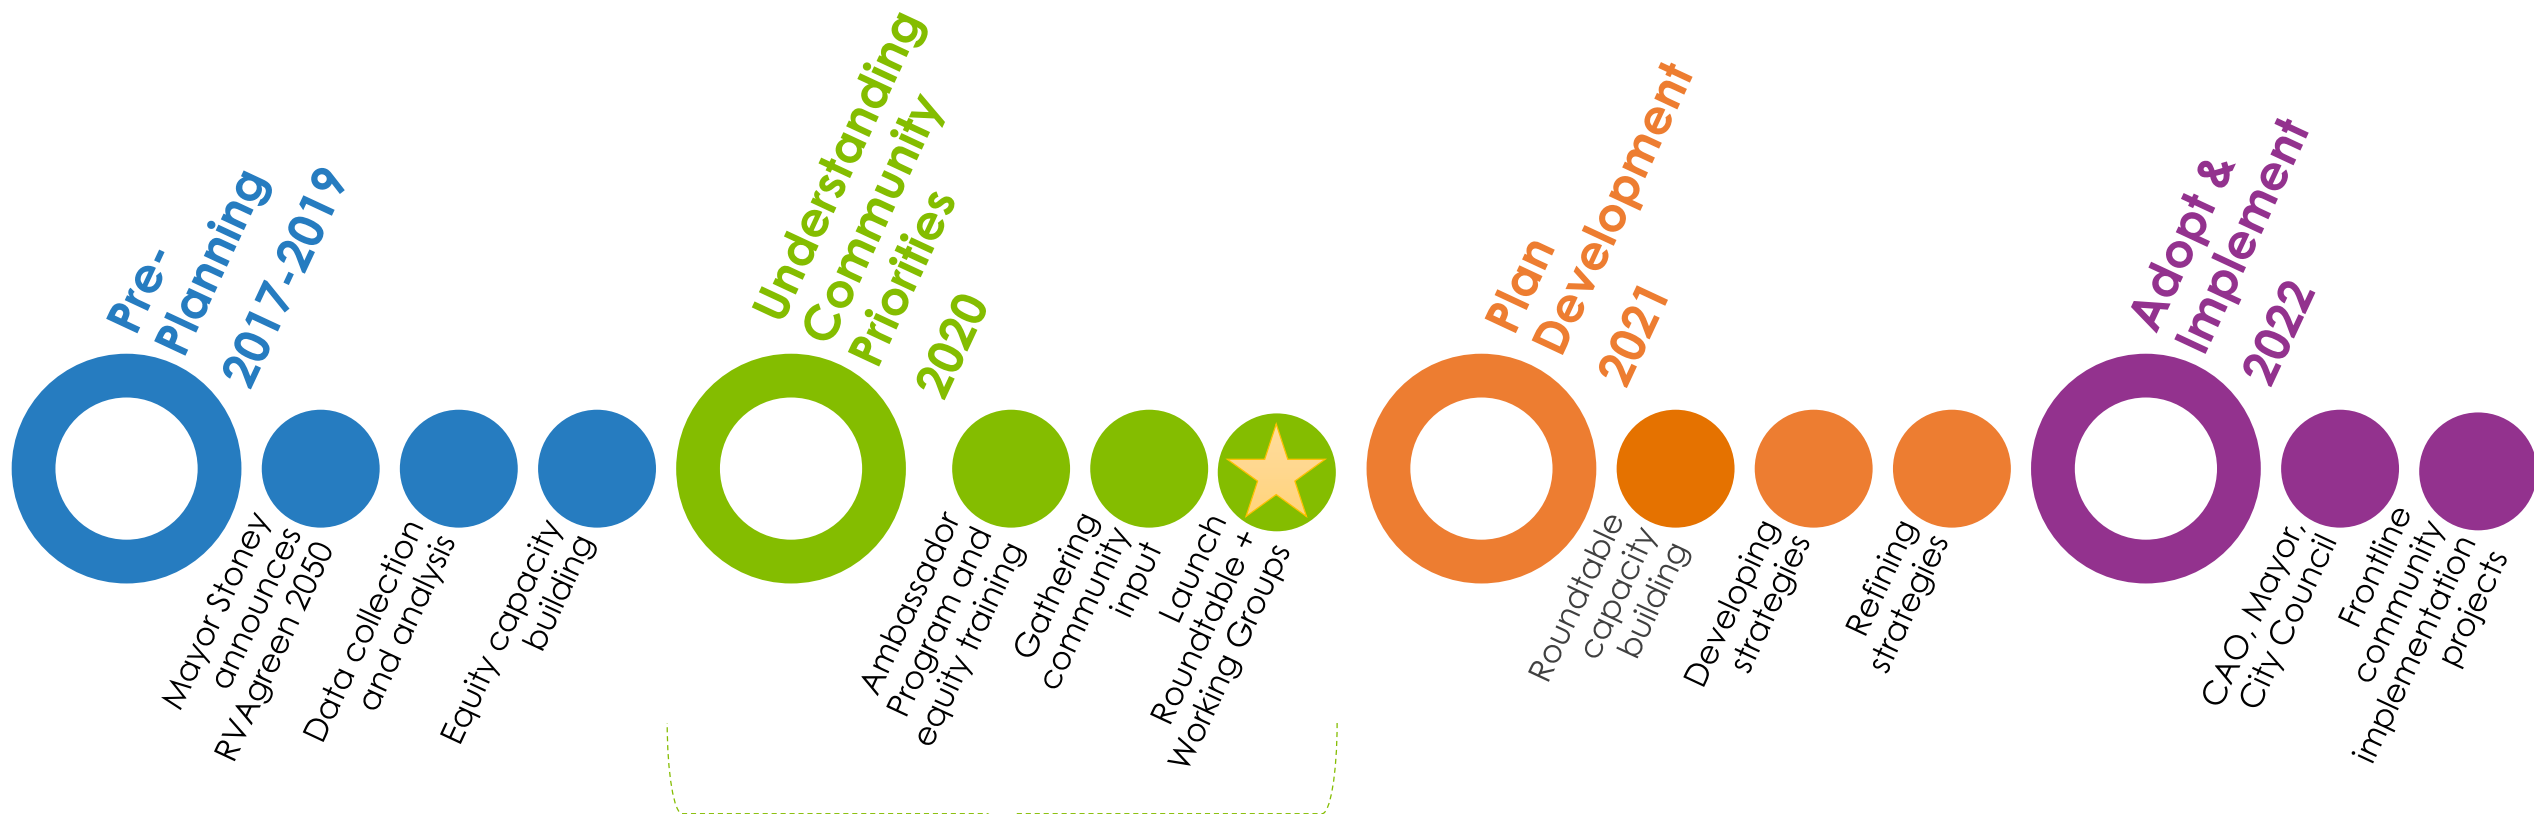 Pre-
Planning
2017-2019
Mayor Stoney
announces
RVAgreen 2050
Data collection
and analysis
Equity capacity
building
Understanding
Community
Priorities
2020
Ambassador
Program and
equity training
Gathering
community
input
Launch
Roundtable +
Working Groups
Plan
Development
2021
Roundtable
capacity
building
Developing
strategies
Refining
strategies
Adopt &
Implement
2022
CAO, Mayor,
City Council
Frontline
community
implementation
projects